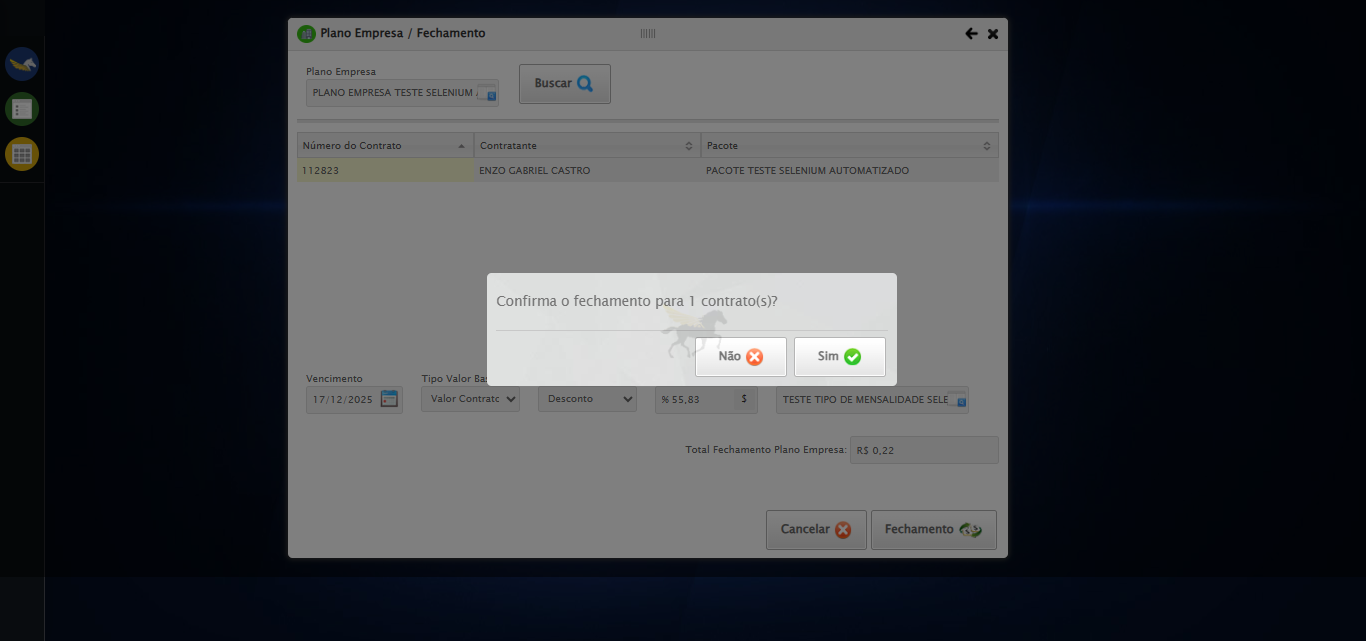 Plano Empresa / Fechamento
Plano Empresa
PLANO EMPRESA TESTE SELENIUM
Buscar
Número do Contrato Contratante Pacote
112823 ENZO GABRIEL CASTRO PACOTE TESTE SELENIUM AUTOMATIZADO
Confirma o fechamento para 1 contrato(s)?
Não Sim
Vencimento Tipo Valor Bas
17/12/2025 Valor Contrato Desconto % 55,83 $ TESTE TIPO DE MENSALIDADE SELE
Total Fechamento Plano Empresa: R$ 0,22
Cancelar Fechamento